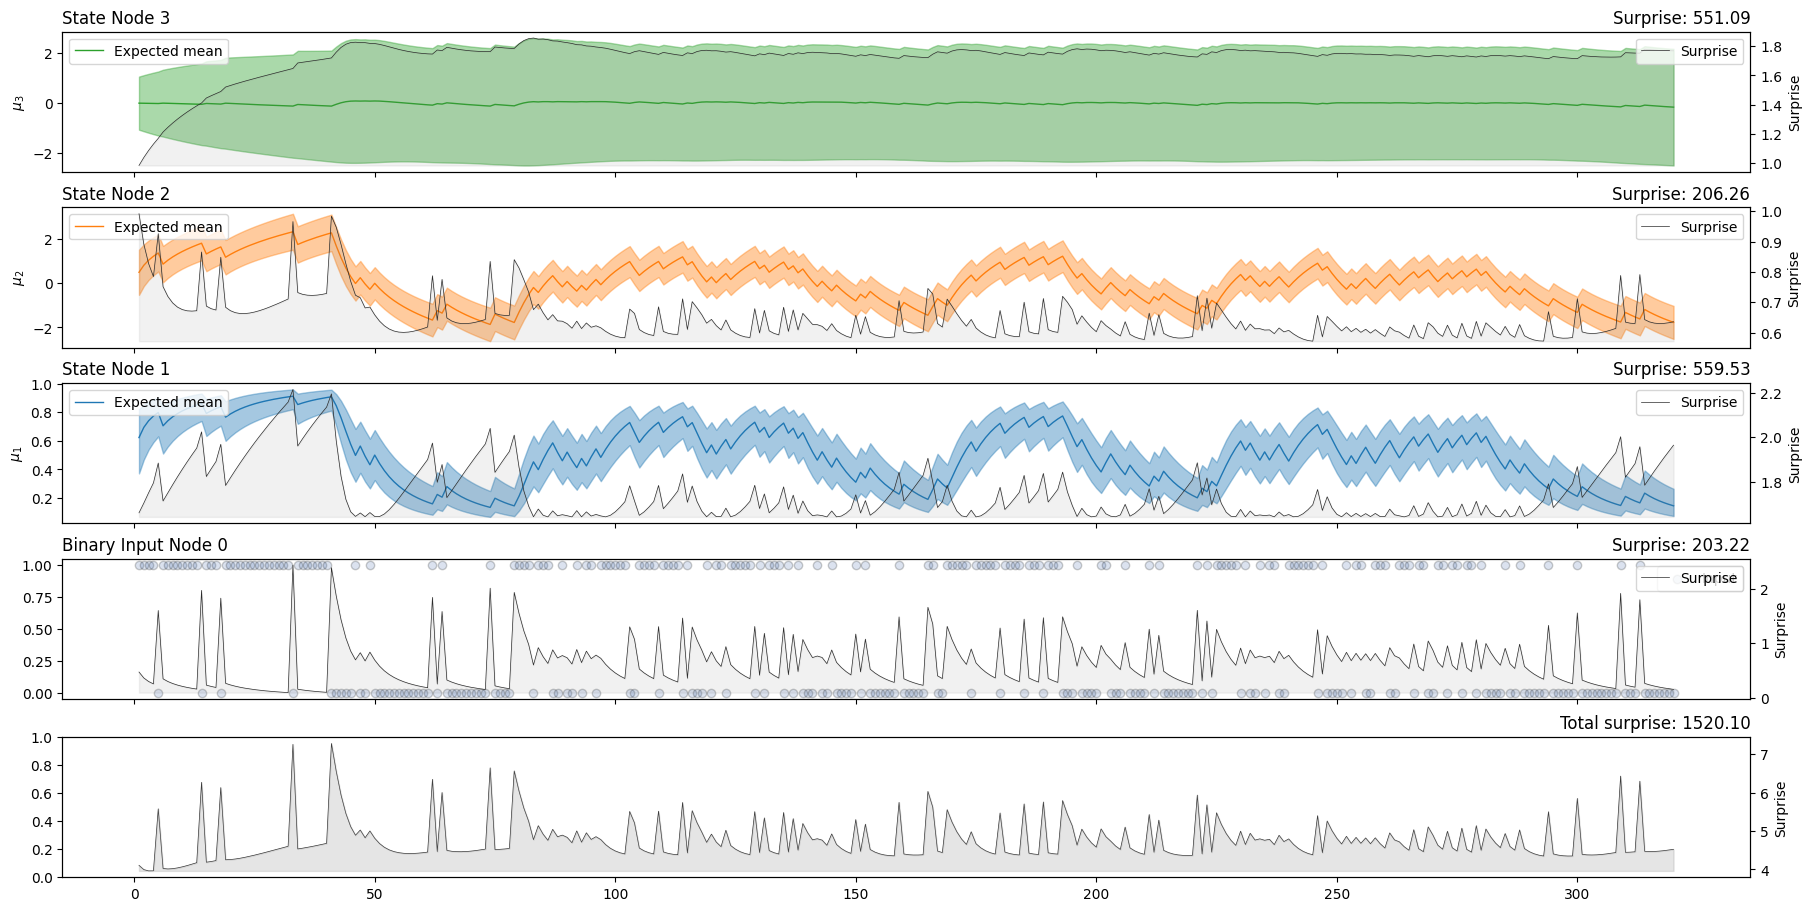 State Node 3 Surprise: 551.09
Expected mean
Surprise
μ3
2
0
−2
1.8
1.6
1.4
1.2
1.0
Surprise
State Node 2 Surprise: 206.26
Expected mean
Surprise
μ2
2
0
−2
1.0
0.9
0.8
0.7
0.6
Surprise
State Node 1 Surprise: 559.53
Expected mean
Surprise
μ1
1.0
0.8
0.6
0.4
0.2
2.2
2.0
1.8
Surprise
Binary Input Node 0 Surprise: 203.22
Surprise
1.00
0.75
0.50
0.25
0.00
2
1
0
Surprise
Total surprise: 1520.10
1.0
0.8
0.6
0.4
0.2
0.0
7
6
5
4
Surprise
0 50 100 150 200 250 300